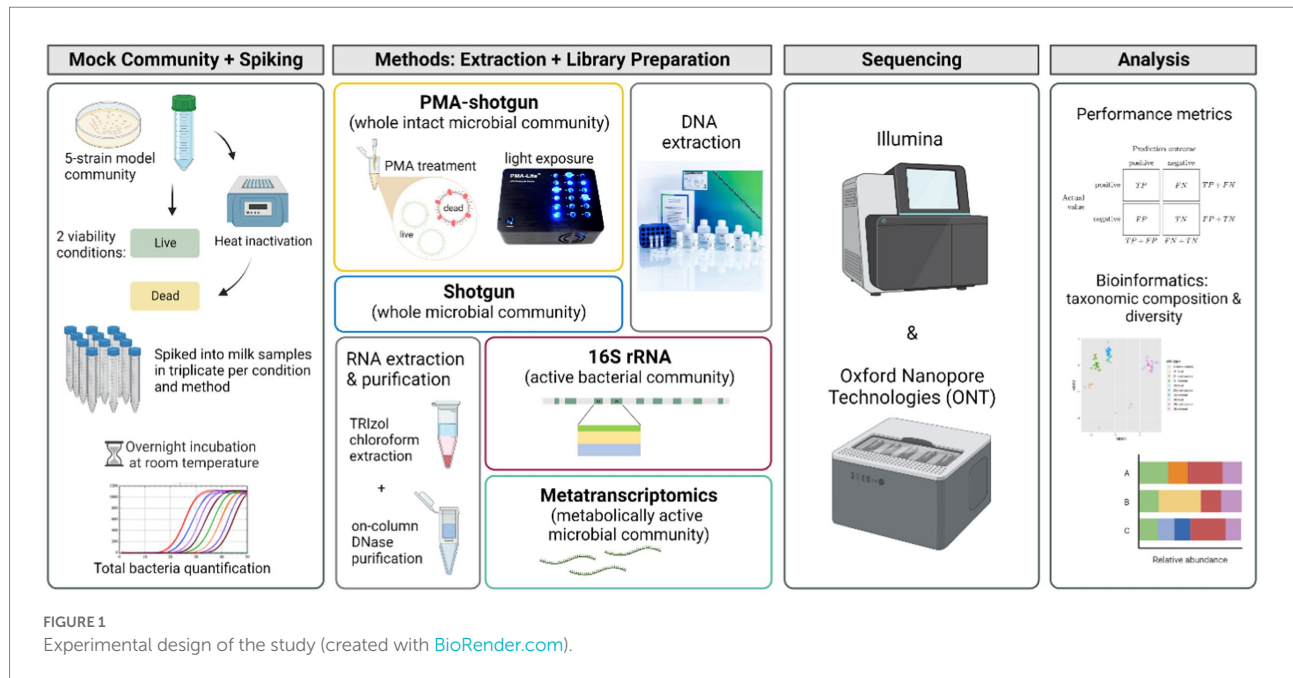 Mock Community + Spiking
5-strain model
community
2 viability
conditions:
Live
Heat inactivation
Dead
Spiked into milk samples
in triplicate per condition
and method
Overnight incubation
at room temperature
Total bacteria quantification
Methods: Extraction + Library Preparation
PMA-shotgun
(whole intact microbial community)
PMA treatment
light exposure
PMA-Lite
dead
live
DNA
extraction
Shotgun
(whole microbial community)
RNA extraction
& purification
TRIzol
chloroform
extraction
+
on-column
DNase
purification
16S rRNA
(active bacterial community)
Metatranscriptomics
(metabolically active
microbial community)
Sequencing
Illumina
&
Oxford Nanopore
Technologies (ONT)
Analysis
Performance metrics
Prediction outcome
positive negative
Actual
value
positive TP FN TP + FN
negative FP TN FP + TN
TP + FP FN + TN
Bioinformatics:
taxonomic composition &
diversity
A
B
C
Relative abundance
FIGURE 1
Experimental design of the study (created with BioRender.com).